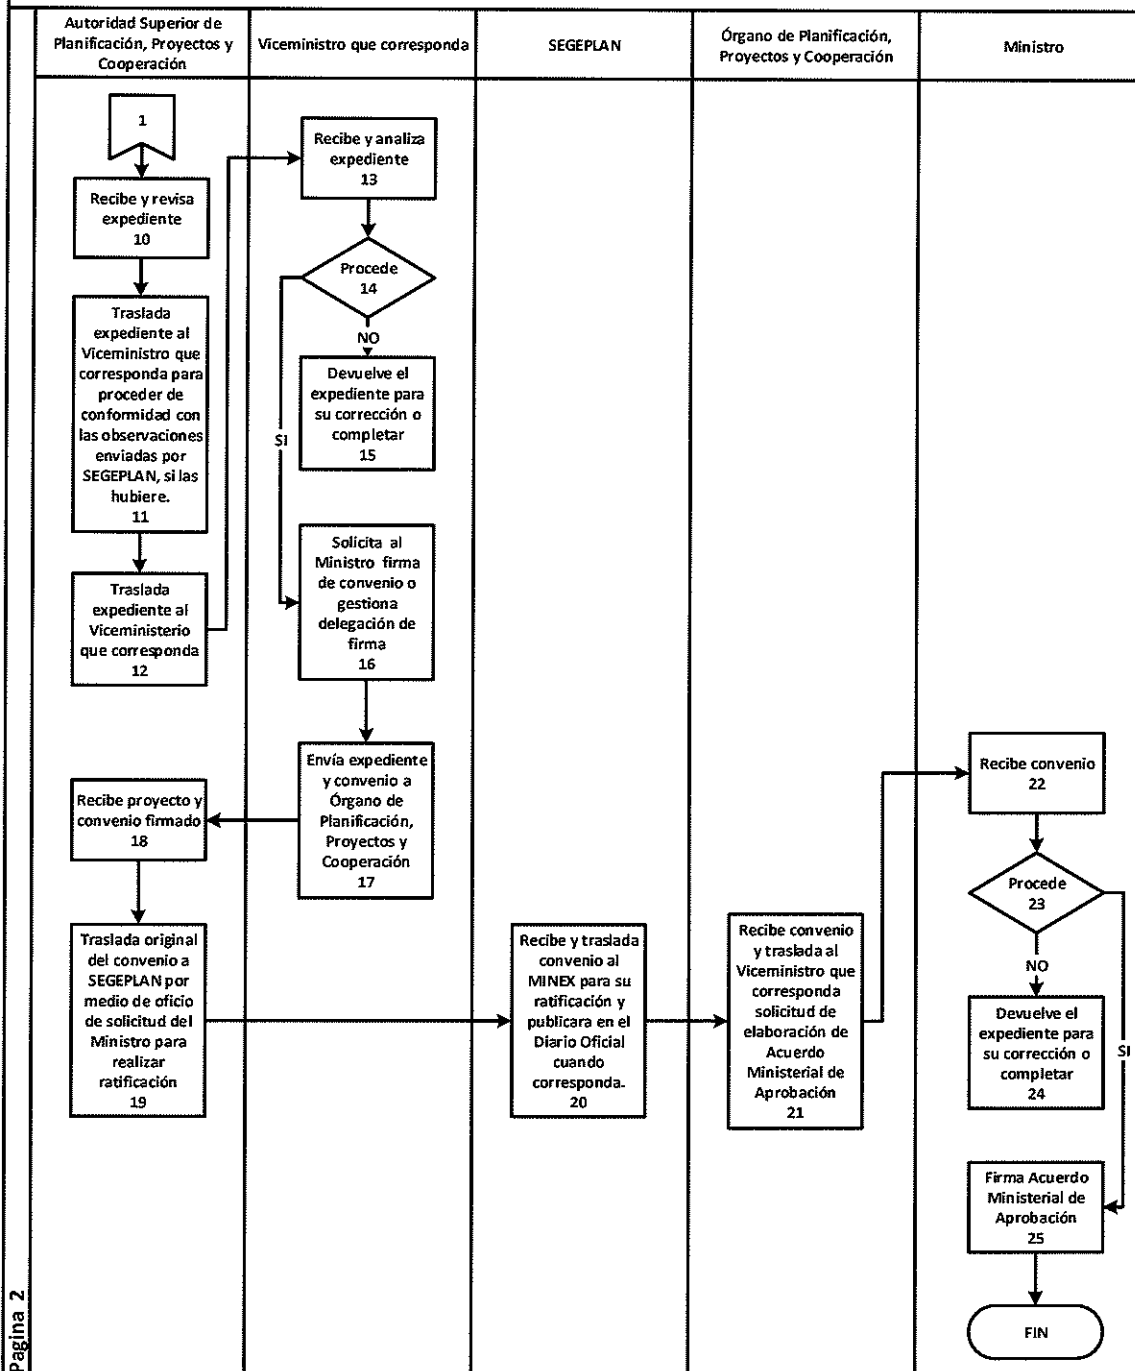 Autoridad Superior de
Planificación, Proyectos y
Cooperación
Viceministro que corresponda
SEGEPLAN
Órgano de Planificación,
Proyectos y Cooperación
Ministro
1
Recibe y revisa
expediente
10
Traslada
expediente al
Viceministro que
corresponda para
proceder de
conformidad con
las observaciones
enviadas por
SEGEPLAN, si las
hubiere.
11
Traslada
expediente al
Viceministerio
que corresponda
12
Recibe y analiza
expediente
13
Procede
14
NO
SI
Devuelve el
expediente para
su corrección o
completar
15
Solicita al
Ministro firma
de convenio o
gestiona
delegación de
firma
16
Envía expediente
y convenio a
Órgano de
Planificación,
Proyectos y
Cooperación
17
Recibe proyecto y
convenio firmado
18
Traslada original
del convenio a
SEGEPLAN por
medio de oficio
de solicitud del
Ministro para
realizar
ratificación
19
Recibe y traslada
convenio al
MINEX para su
ratificación y
publicara en el
Diario Oficial
cuando
corresponda.
20
Recibe convenio
y traslada al
Viceministro que
corresponda
solicitud de
elaboración de
Acuerdo
Ministerial de
Aprobación
21
Recibe convenio
22
Procede
23
NO
SI
Devuelve el
expediente para
su corrección o
completar
24
Firma Acuerdo
Ministerial de
Aprobación
25
FIN
Pagina 2